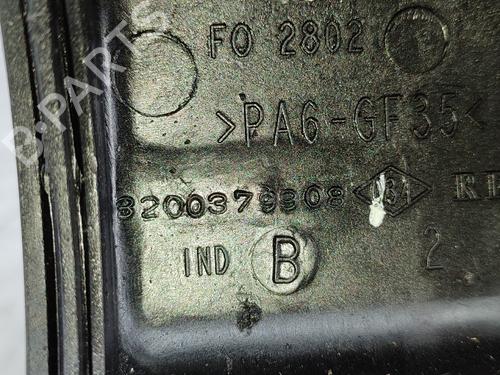 FO 2802
>PA6-GF35<
8200379308
IND B
2
B-PARTS